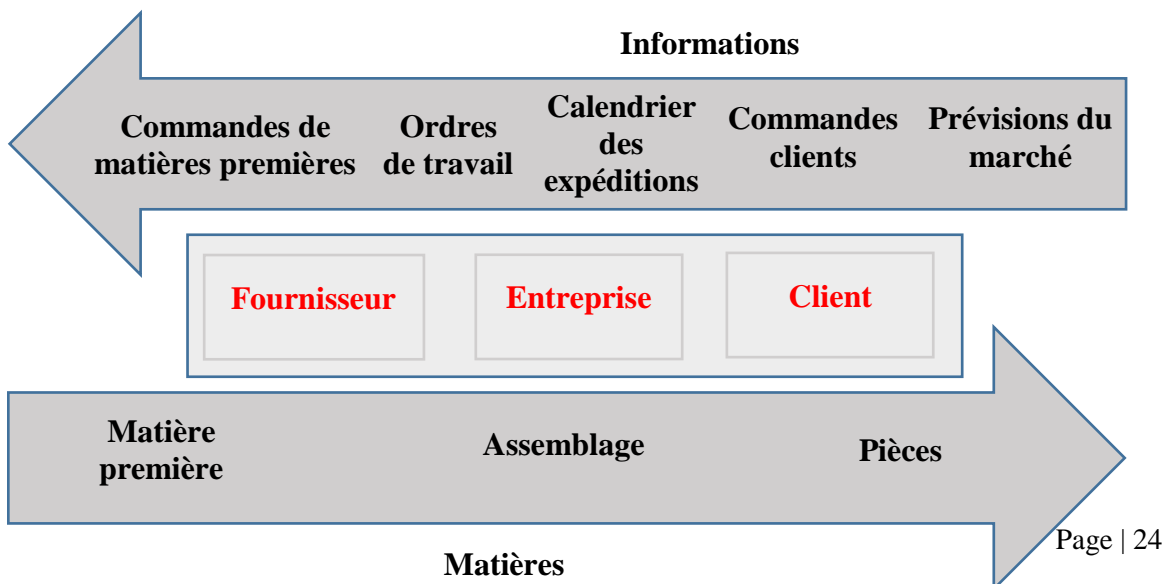 Informations
Commandes de
matières premières
Ordres
de travail
Calendrier
des
expéditions
Commandes
clients
Prévisions du
marché
Fournisseur
Entreprise
Client
Matière
première
Assemblage
Pièces
Page | 24
Matières